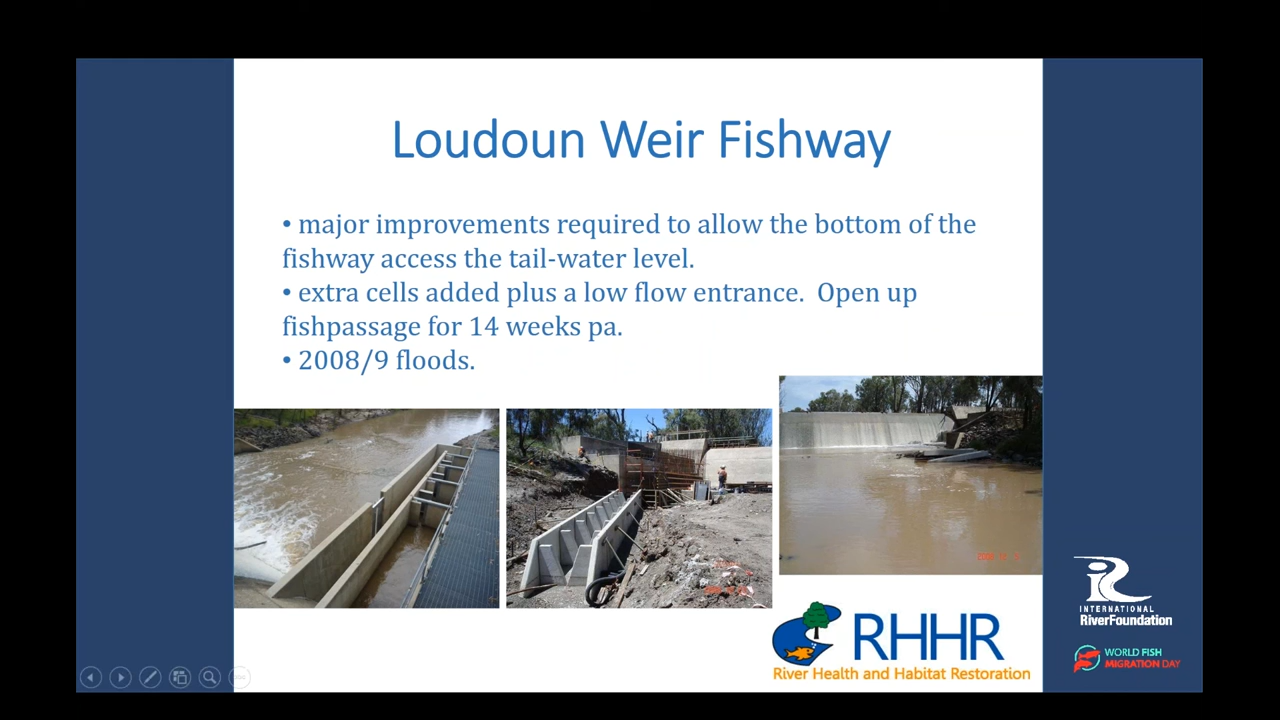 Loudoun Weir Fishway
• major improvements required to allow the bottom of the
fishway access the tail-water level.
• extra cells added plus a low flow entrance.  Open up
fishpassage for 14 weeks pa.
• 2008/9 floods.
RHHR
River Health and Habitat Restoration
INTERNATIONAL
RiverFoundation
WORLD FISH
MIGRATION DAY